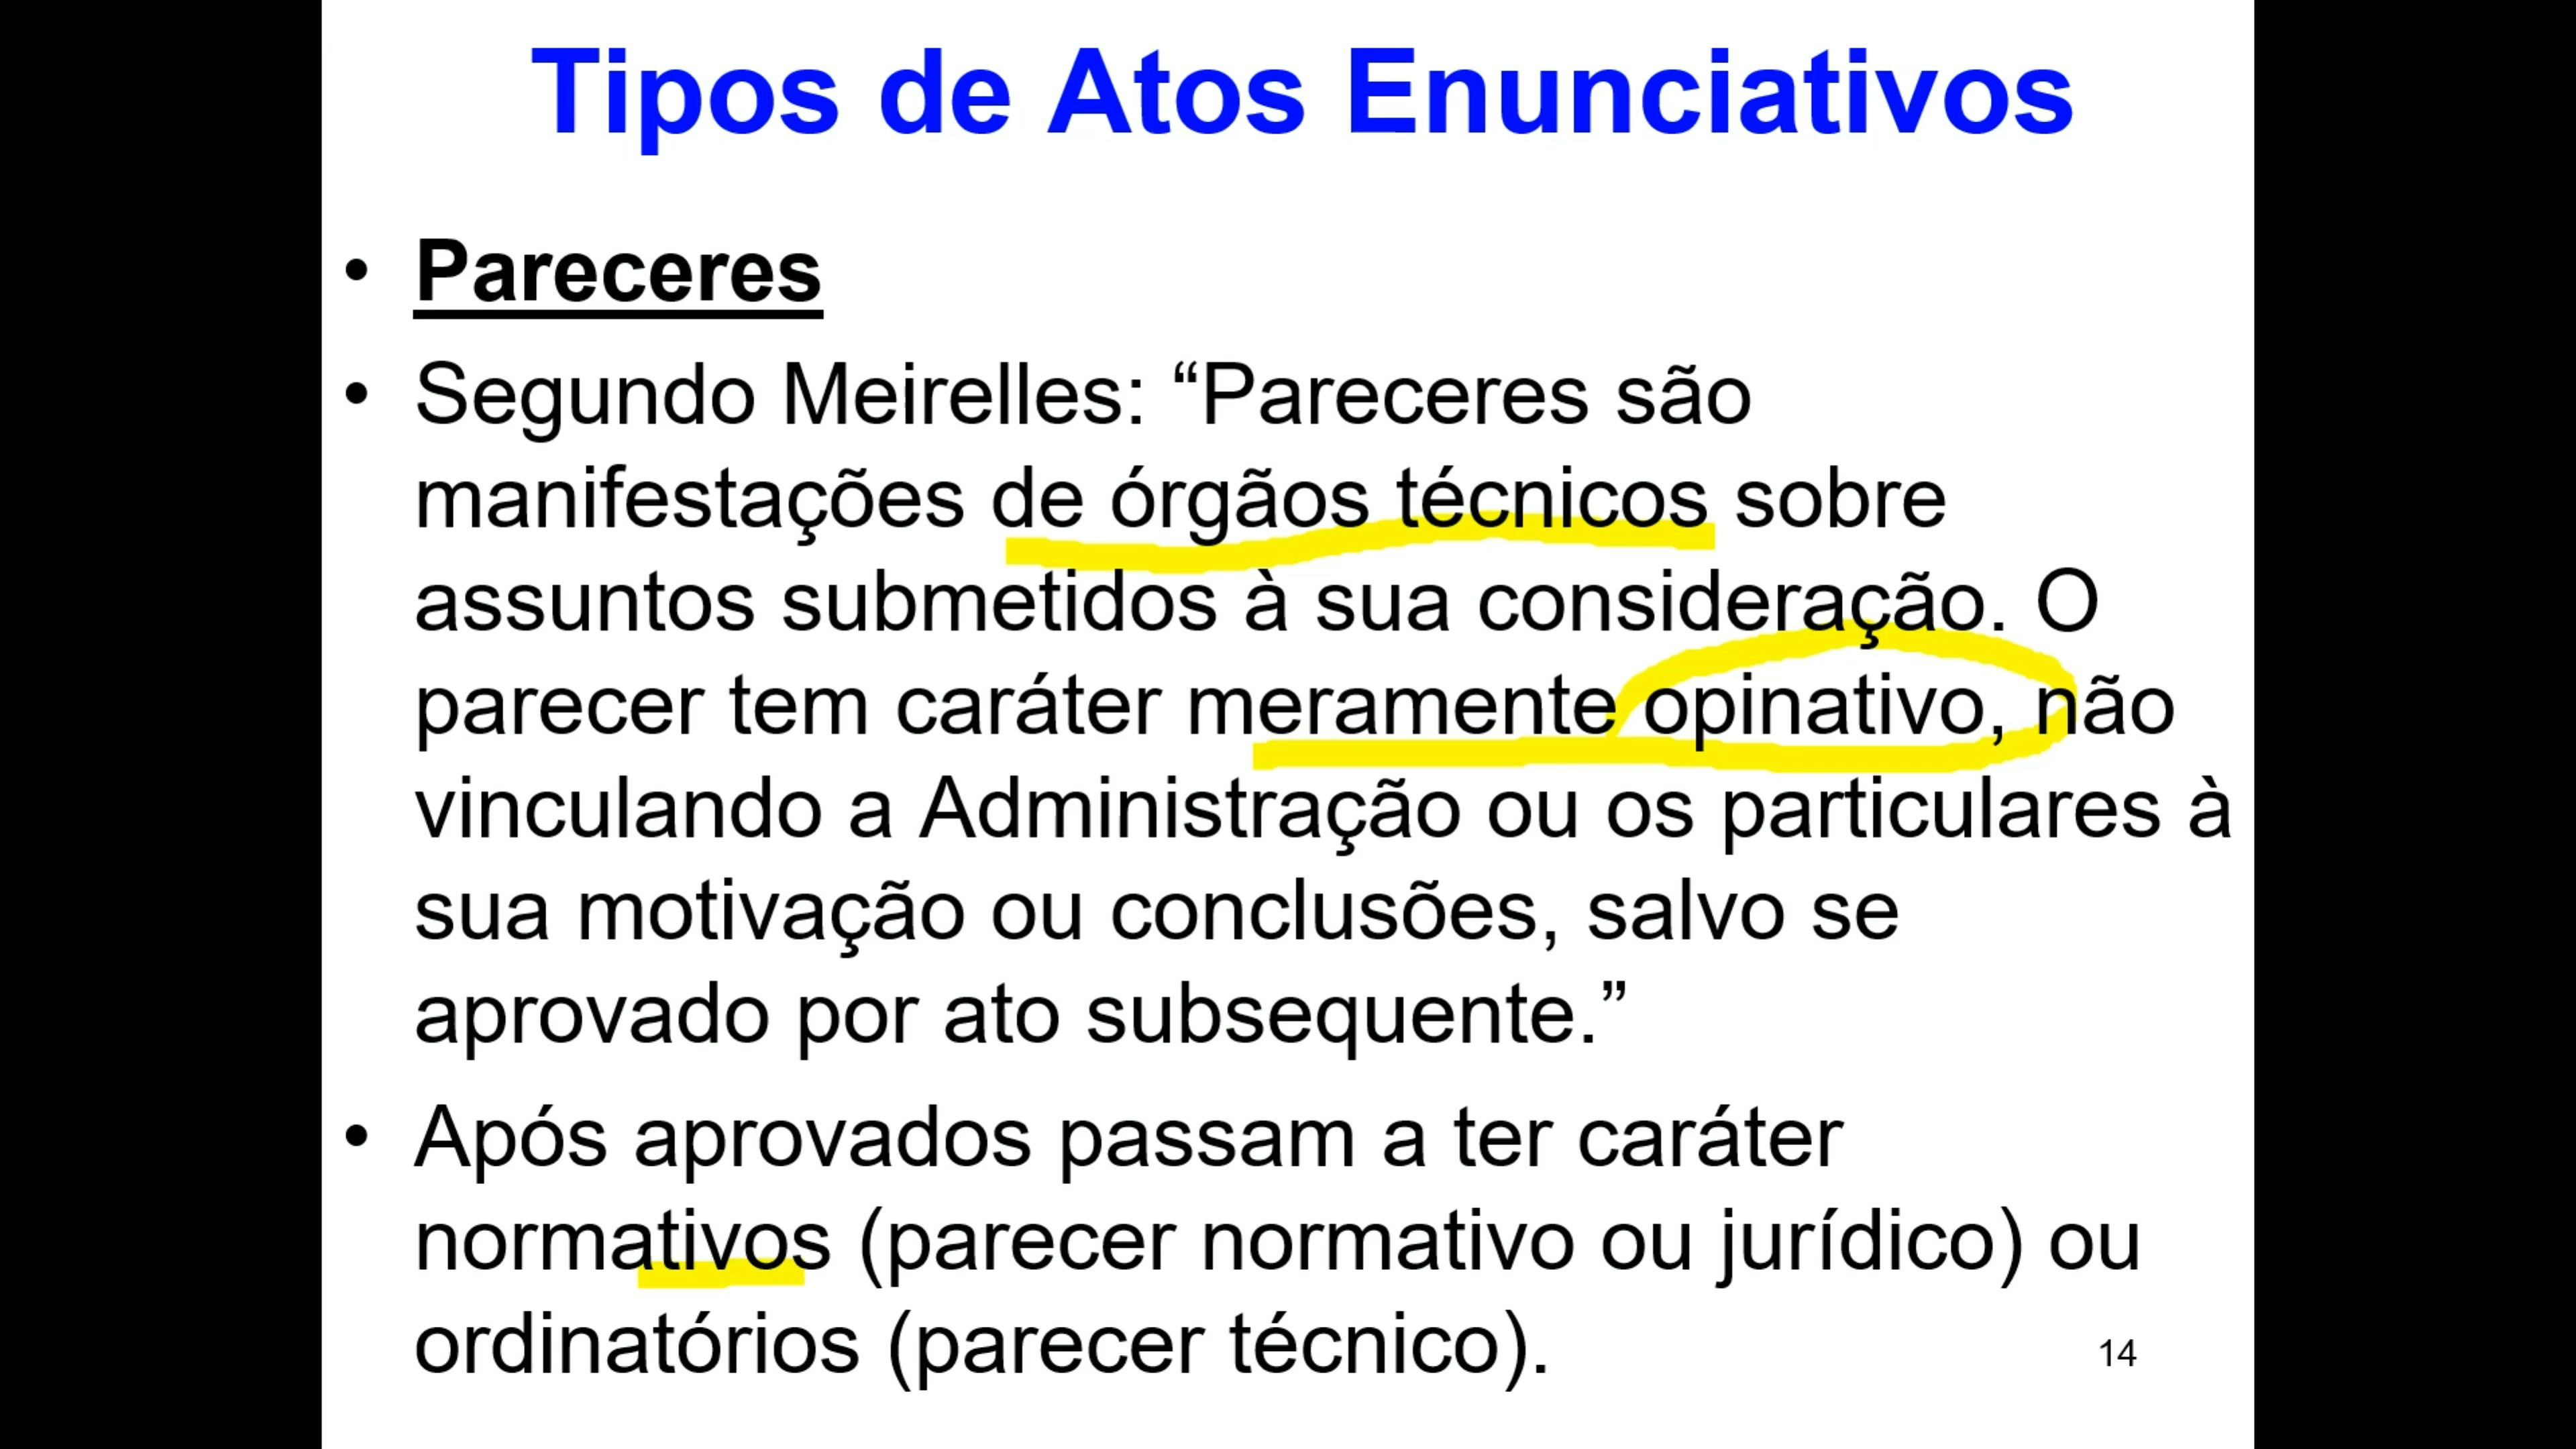 Tipos de Atos Enunciativos
• Pareceres
• Segundo Meirelles: “Pareceres são
manifestações de órgãos técnicos sobre
assuntos submetidos à sua consideração. O
parecer tem caráter meramente opinativo, não
vinculando a Administração ou os particulares à
sua motivação ou conclusões, salvo se
aprovado por ato subsequente.”
• Após aprovados passam a ter caráter
normativos (parecer normativo ou jurídico) ou
ordinatórios (parecer técnico).
14